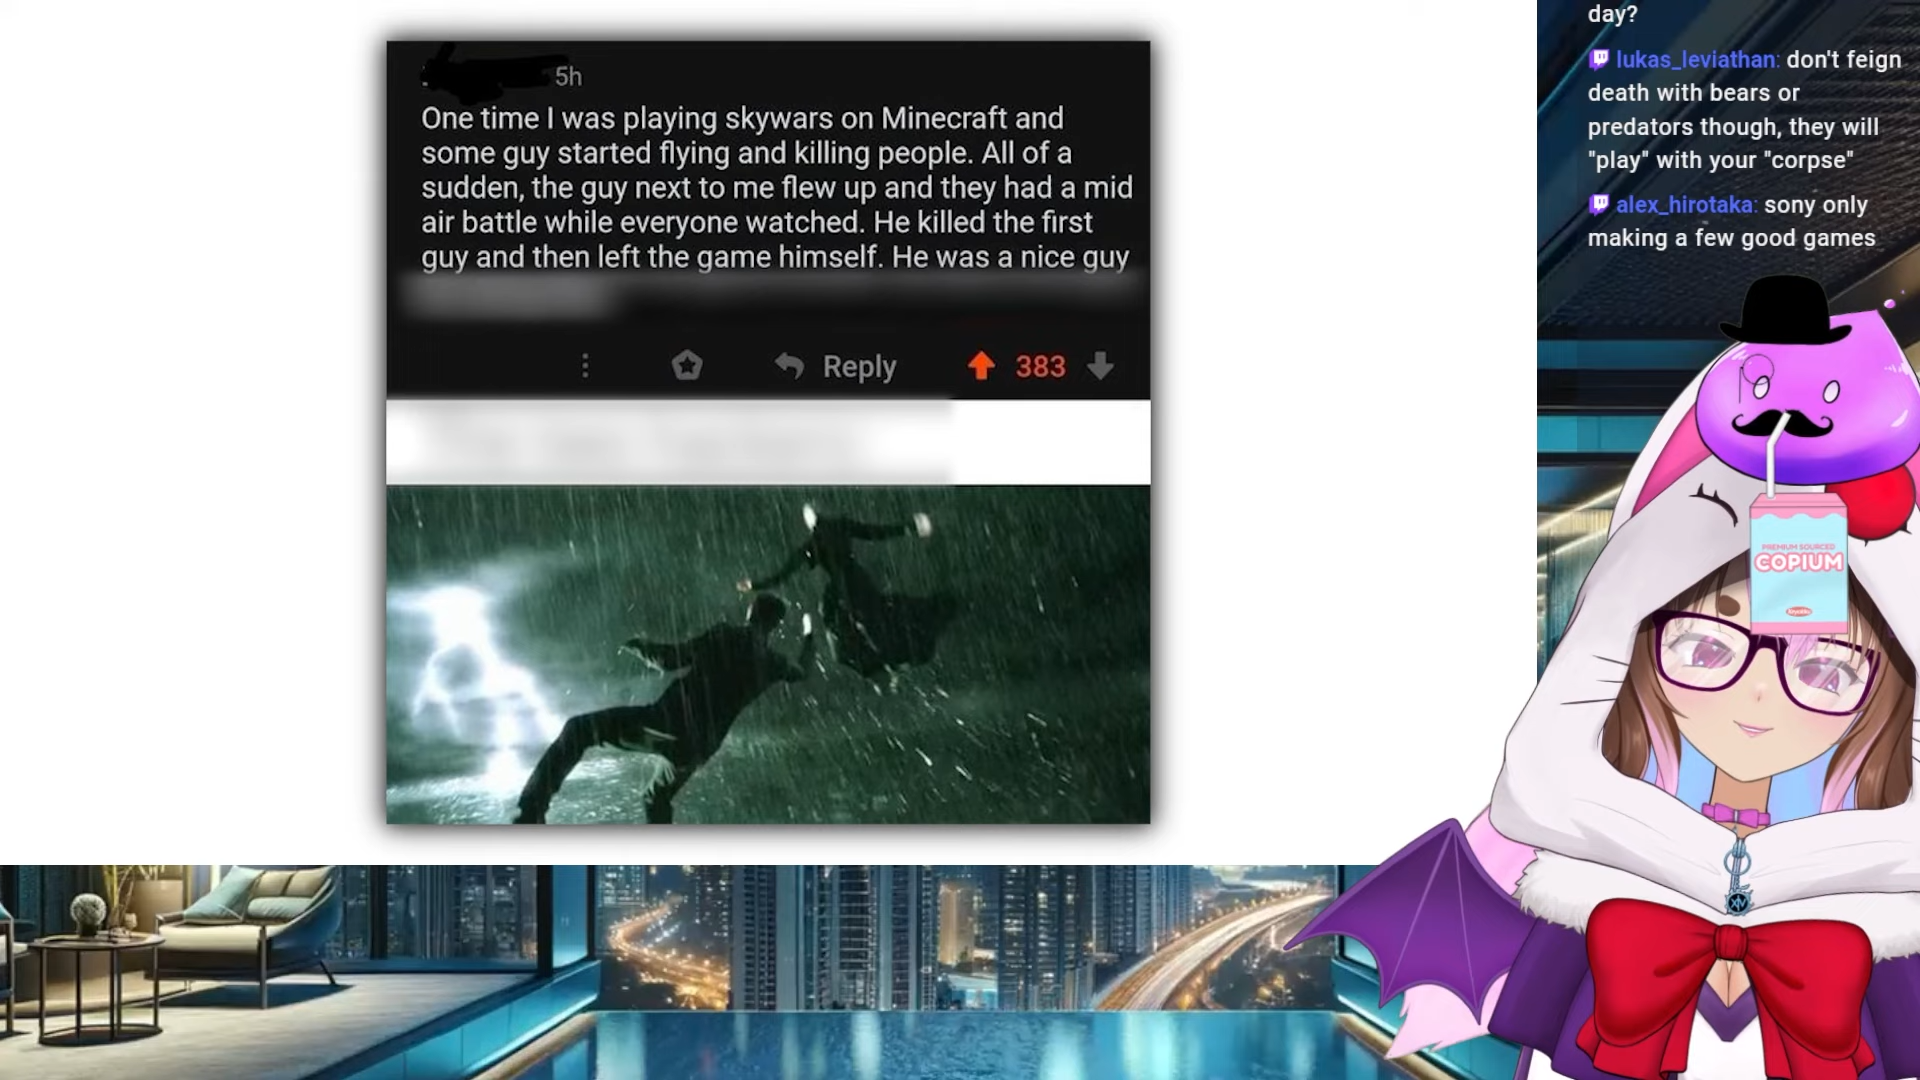 5h
One time I was playing skywars on Minecraft and
some guy started flying and killing people. All of a
sudden, the guy next to me flew up and they had a mid
air battle while everyone watched. He killed the first
guy and then left the game himself. He was a nice guy
Reply
383
day?
lukas_leviathan: don't feign
death with bears or
predators though, they will
"play" with your "corpse"
alex_hirotaka: sony only
making a few good games
PREMIUM SOURCED
COPIUM
XIV